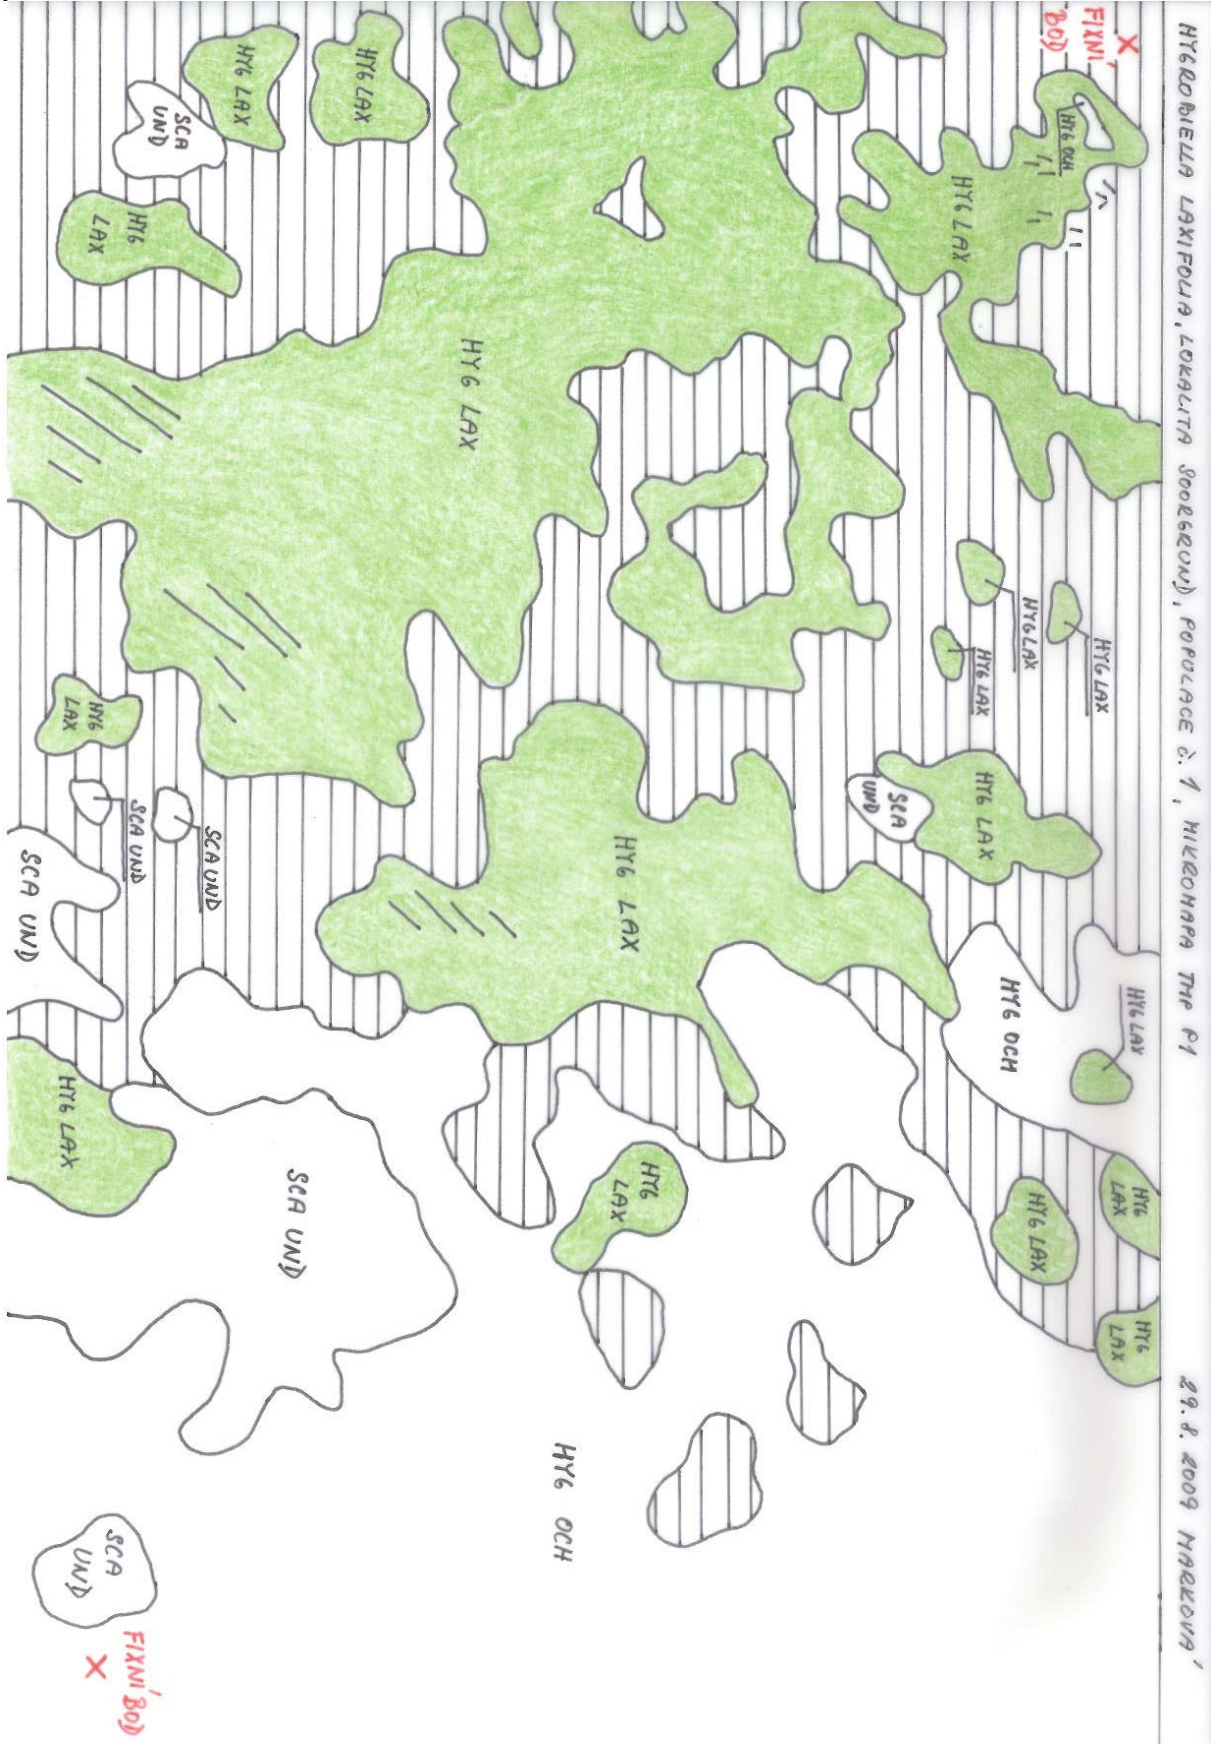 HYGROBIELLA LAXIFOLIA, LOKALITA SOORGRUND, POPULACE č. 1, MIKROMAPA TMP P1 29.8.2009 MARKOVÁ
X
FIXNÍ
BOD
HYG LAX
HYG
LAX
HYG
LAX
HYG LAX
HYG OCH
HYG LAX
HYG LAX
HYG OCH
HYG LAX
HYG LAX
HYG LAX
SCA
UND
HYG
LAX
HYG LAX
HYG OCH
HYG LAX
HYG LAX
SCA UND
HYG LAX
SCA UND
SCA
UND
HYG
LAX
SCA UND
FIXNÍ BOD
X
SCA
UND
HYG
LAX
HYG LAX
SCA UND